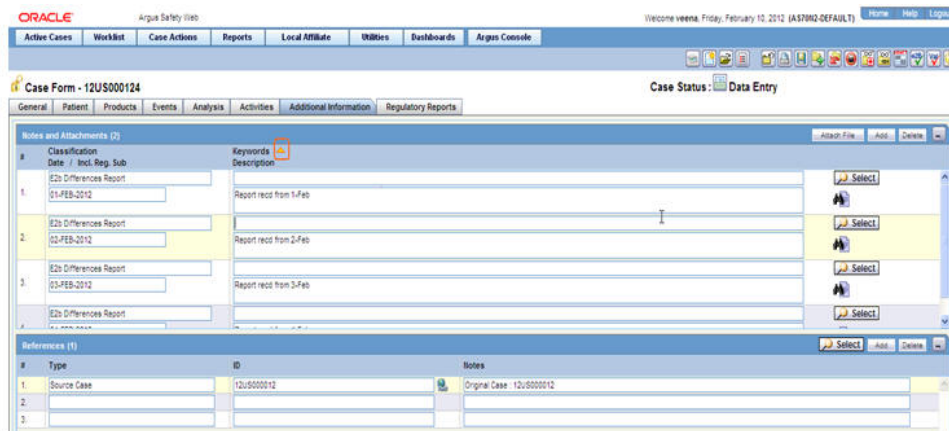 ORACLE Argus Safety Web Welcome veena, Friday, February 10, 2012 (AS70N2-DEFAULT) Home Help
Active Cases Worklist Case Actions Reports Local Affiliate Utilities Dashboards Argus Console
Case Form - 12US000124 Case Status : Data Entry
General Patient Products Events Analysis Activities Additional Information Regulatory Reports
Notes and Attachments (2) Attach File Add Delete
# Classification Keywords
Date / Incl. Reg. Sub Description
E2b Differences Report Select
1. 01-FEB-2012 Report recd from 1-Feb
E2b Differences Report Select
2. 02-FEB-2012 Report recd from 2-Feb
E2b Differences Report Select
3. 03-FEB-2012 Report recd from 3-Feb
E2b Differences Report Select
References (1) Select Add Delete
# Type ID Notes
1. Source Case 12US000012 Original Case : 12US000012
2.
3.